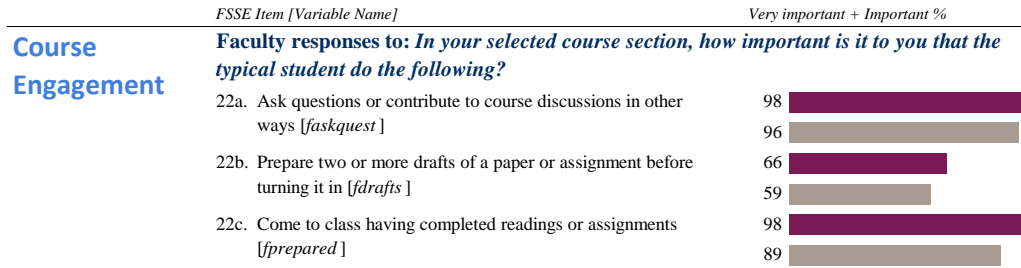 FSSE Item [Variable Name] Very important + Important %
Course Engagement
Faculty responses to: In your selected course section, how important is it to you that the
typical student do the following?
22a. Ask questions or contribute to course discussions in other
ways [faskquest ]
98
96
22b. Prepare two or more drafts of a paper or assignment before
turning it in [fdrafts ]
66
59
22c. Come to class having completed readings or assignments
[fprepared ]
98
89